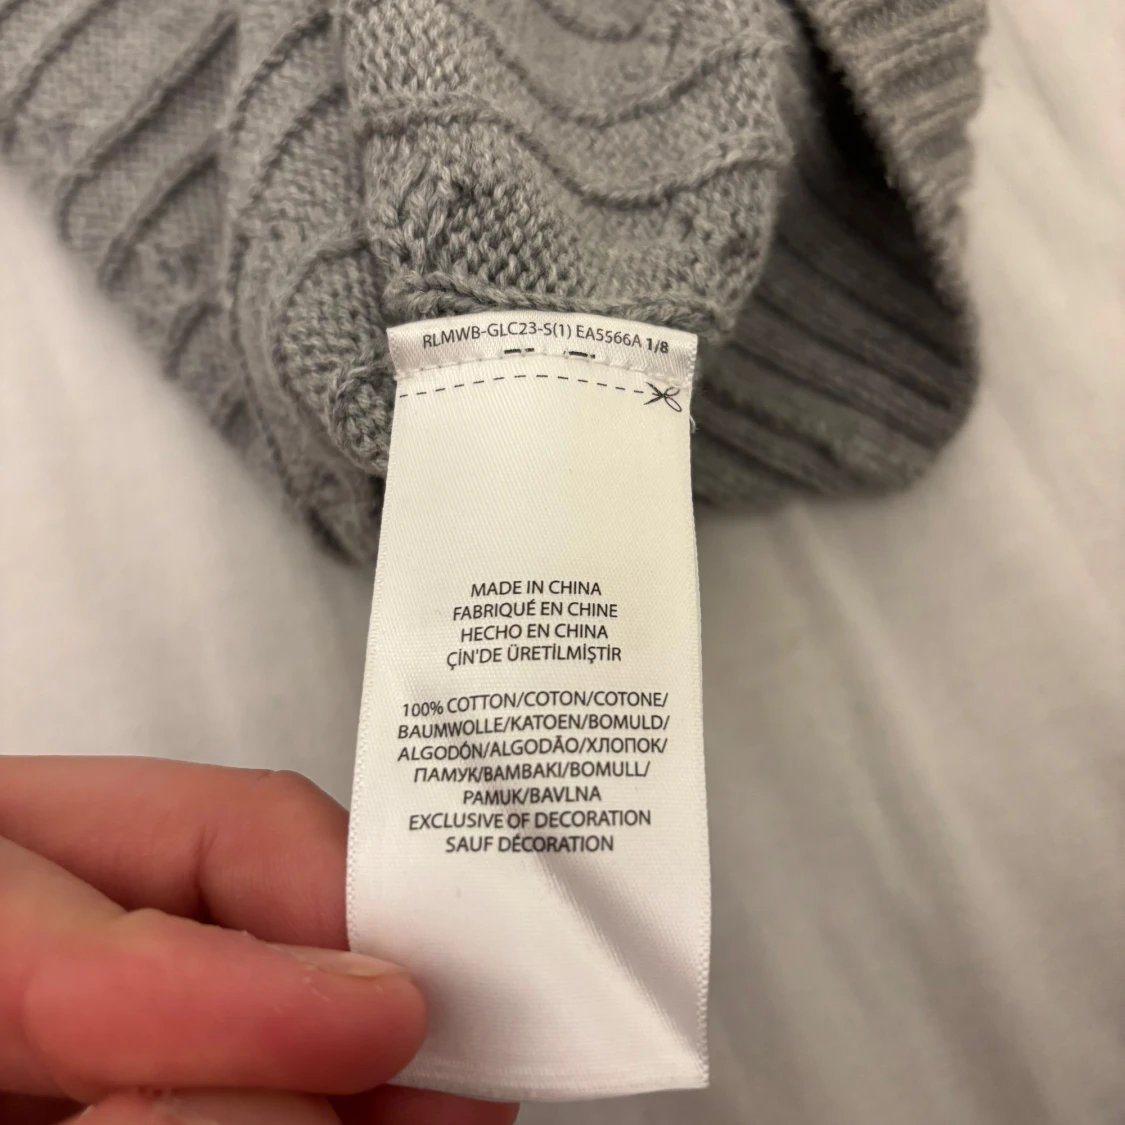 RLMWB-GLC23-S(1) EA5566A 1/8
MADE IN CHINA
FABRIQUÉ EN CHINE
HECHO EN CHINA
ÇİN'DE ÜRETİLMİŞTİR
100% COTTON/COTON/COTONE/
BAUMWOLLE/KATOEN/BOMULD/
ALGODÓN/ALGODÃO/ХЛОПОК/
ПАМУК/BAMBAKI/BOMULL/
PAMUK/BAVLNA
EXCLUSIVE OF DECORATION
SAUF DÉCORATION